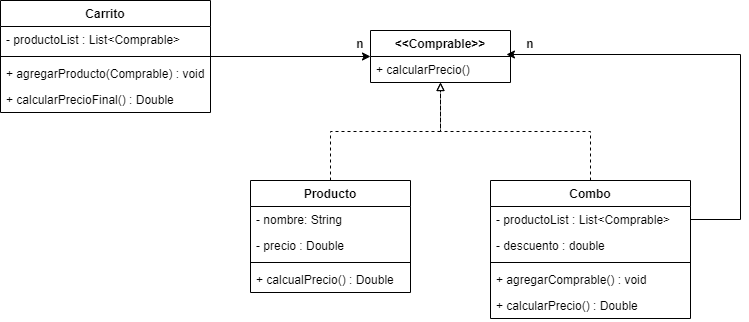 Carrito
- productoList : List<Comprable>
+ agregarProducto(Comprable) : void
+ calcularPrecioFinal() : Double
n
<<Comprable>>
+ calcularPrecio()
n
Producto
- nombre: String
- precio : Double
+ calcualPrecio() : Double
Combo
- productoList : List<Comprable>
- descuento : double
+ agregarComprable() : void
+ calcularPrecio() : Double